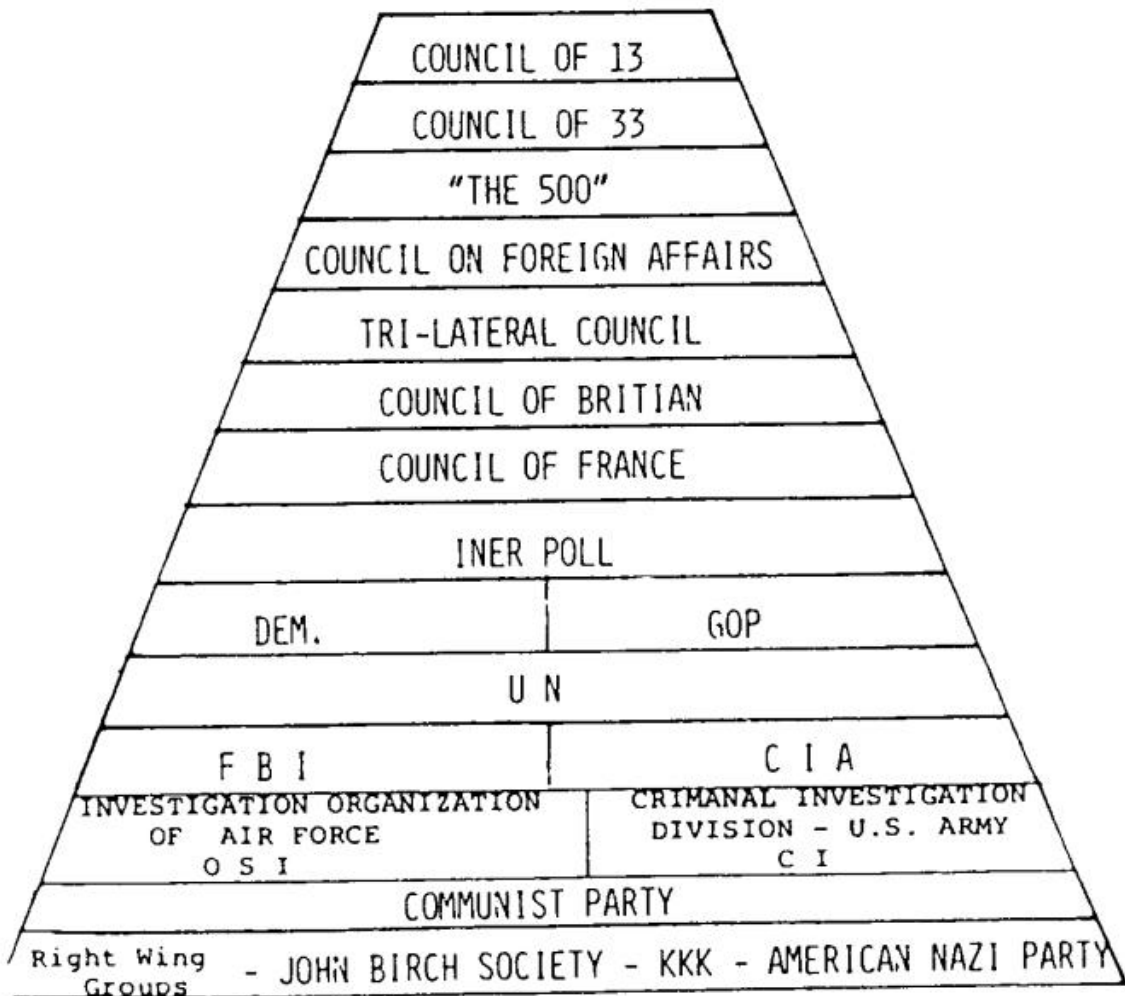 COUNCIL OF 13
COUNCIL OF 33
"THE 500"
COUNCIL ON FOREIGN AFFAIRS
TRI-LATERAL COUNCIL
COUNCIL OF BRITIAN
COUNCIL OF FRANCE
INER POLL
DEM. GOP
U N
F B I C I A
INVESTIGATION ORGANIZATION
OF AIR FORCE
O S I
CRIMANAL INVESTIGATION
DIVISION - U.S. ARMY
C I
COMMUNIST PARTY
Right Wing
Groups
- JOHN BIRCH SOCIETY - KKK - AMERICAN NAZI PARTY